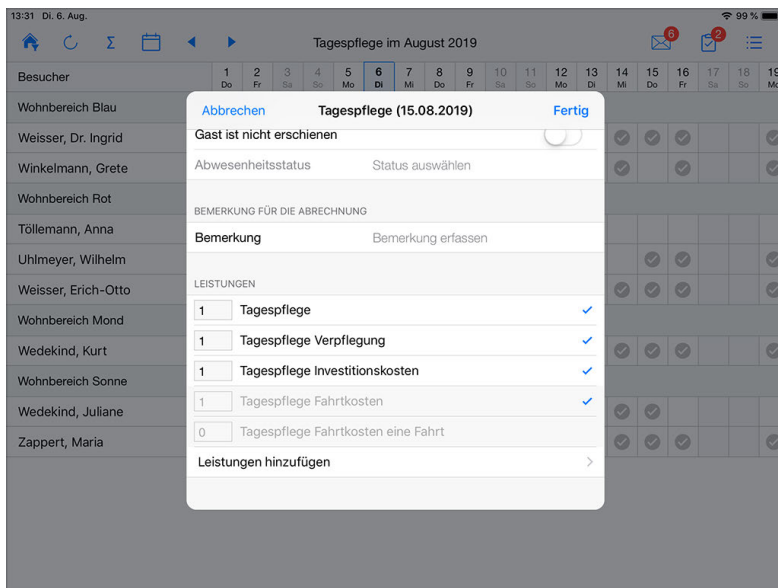 13:31 Di. 6. Aug. 99 %
Σ Tagespflege im August 2019 6 2
Besucher 1 2 3 4 5 6 7 8 9 10 11 12 13 14 15 16 17 18 19
Do Fr Sa So Mo Di Mi Do Fr Sa So Mo Di Mi Do Fr Sa So Mo
Wohnbereich Blau
Weisser, Dr. Ingrid
Winkelmann, Grete
Wohnbereich Rot
Töllemann, Anna
Uhlmeyer, Wilhelm
Weisser, Erich-Otto
Wohnbereich Mond
Wedekind, Kurt
Wohnbereich Sonne
Wedekind, Juliane
Zappert, Maria
Abbrechen Tagespflege (15.08.2019) Fertig
Gast ist nicht erschienen
Abwesenheitsstatus Status auswählen
BEMERKUNG FÜR DIE ABRECHNUNG
Bemerkung Bemerkung erfassen
LEISTUNGEN
1 Tagespflege
1 Tagespflege Verpflegung
1 Tagespflege Investitionskosten
1 Tagespflege Fahrtkosten
0 Tagespflege Fahrtkosten eine Fahrt
Leistungen hinzufügen